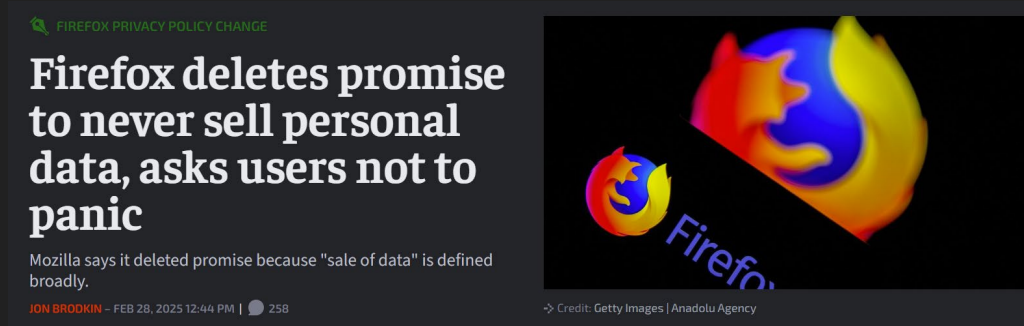 FIREFOX PRIVACY POLICY CHANGE
Firefox deletes promise
to never sell personal
data, asks users not to
panic
Mozilla says it deleted promise because "sale of data" is defined
broadly.
JON BRODKIN – FEB 28, 2025 12:44 PM | 258
Firefo
Credit: Getty Images | Anadolu Agency